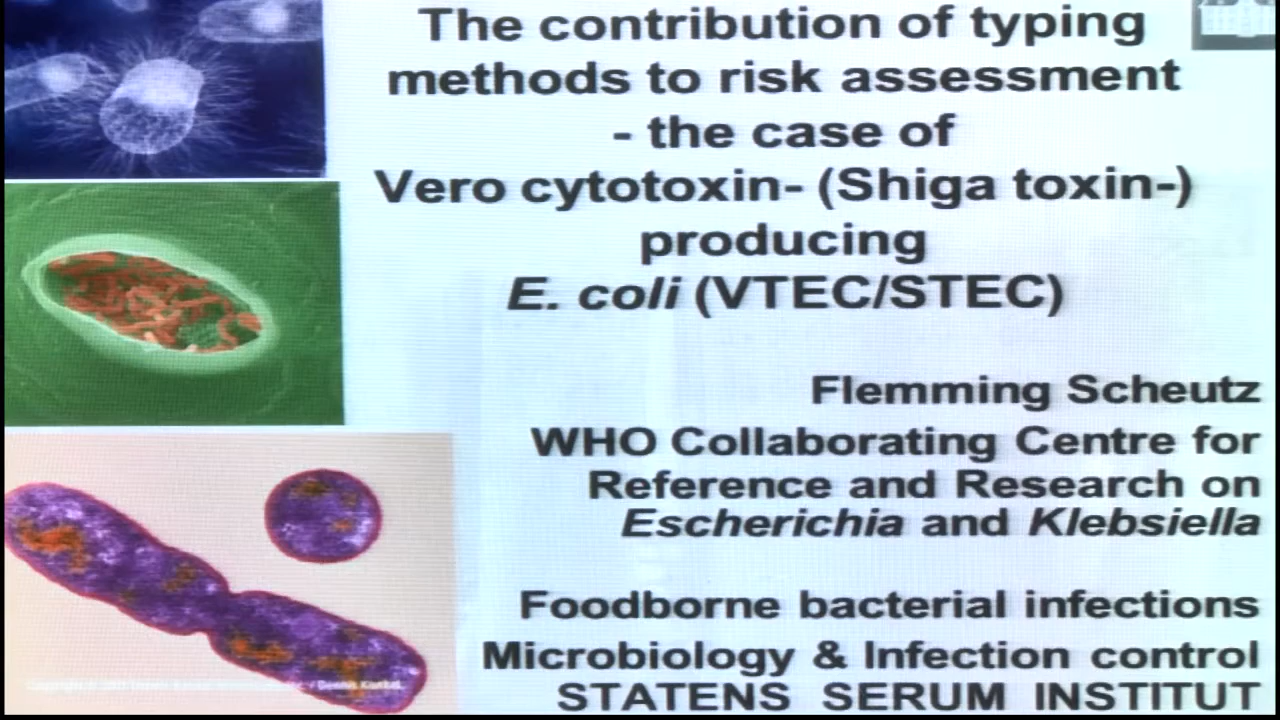 The contribution of typing
methods to risk assessment
- the case of
Vero cytotoxin- (Shiga toxin-)
producing
E. coli (VTEC/STEC)
Flemming Scheutz
WHO Collaborating Centre for
Reference and Research on
Escherichia and Klebsiella
Foodborne bacterial infections
Microbiology & Infection control
STATENS SERUM INSTITUT